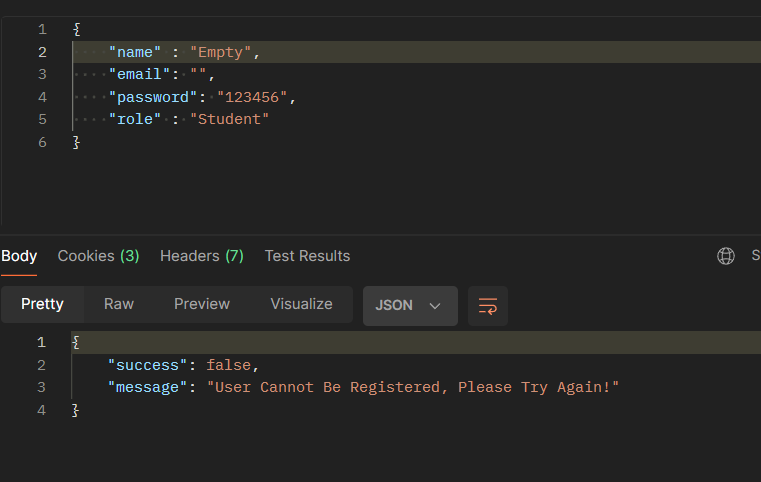 1 {
2 "name" : "Empty",
3 "email": "",
4 "password": "123456",
5 "role" : "Student"
6 }
Body Cookies (3) Headers (7) Test Results S
Pretty Raw Preview Visualize JSON
1 {
2 "success": false,
3 "message": "User Cannot Be Registered, Please Try Again!"
4 }